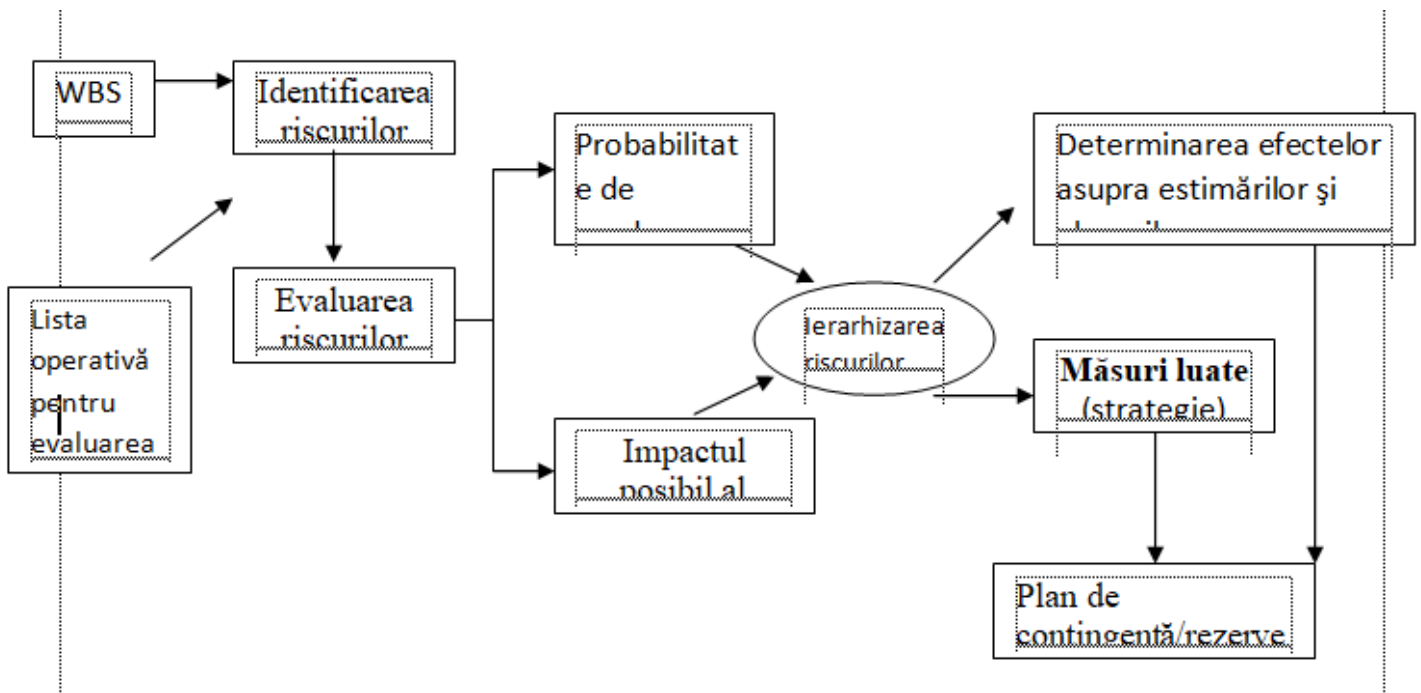 WBS
Identificarea
riscurilor
Probabilitat
e de
Determinarea efectelor
asupra estimărilor şi
Lista
operativă
pentru
evaluarea
Evaluarea
riscurilor
Ierarhizarea
riscurilor
Măsuri luate
(strategie)
Impactul
posibil al
Plan de
contingenţă/rezerve